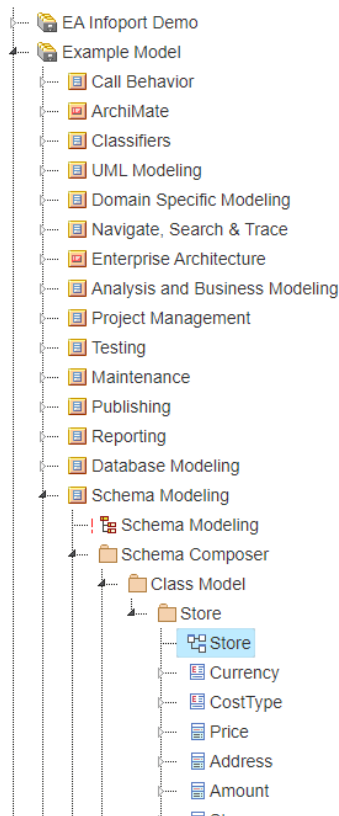 EA Infoport Demo
Example Model
Call Behavior
ArchiMate
Classifiers
UML Modeling
Domain Specific Modeling
Navigate, Search & Trace
Enterprise Architecture
Analysis and Business Modeling
Project Management
Testing
Maintenance
Publishing
Reporting
Database Modeling
Schema Modeling
Schema Modeling
Schema Composer
Class Model
Store
Store
Currency
CostType
Price
Address
Amount